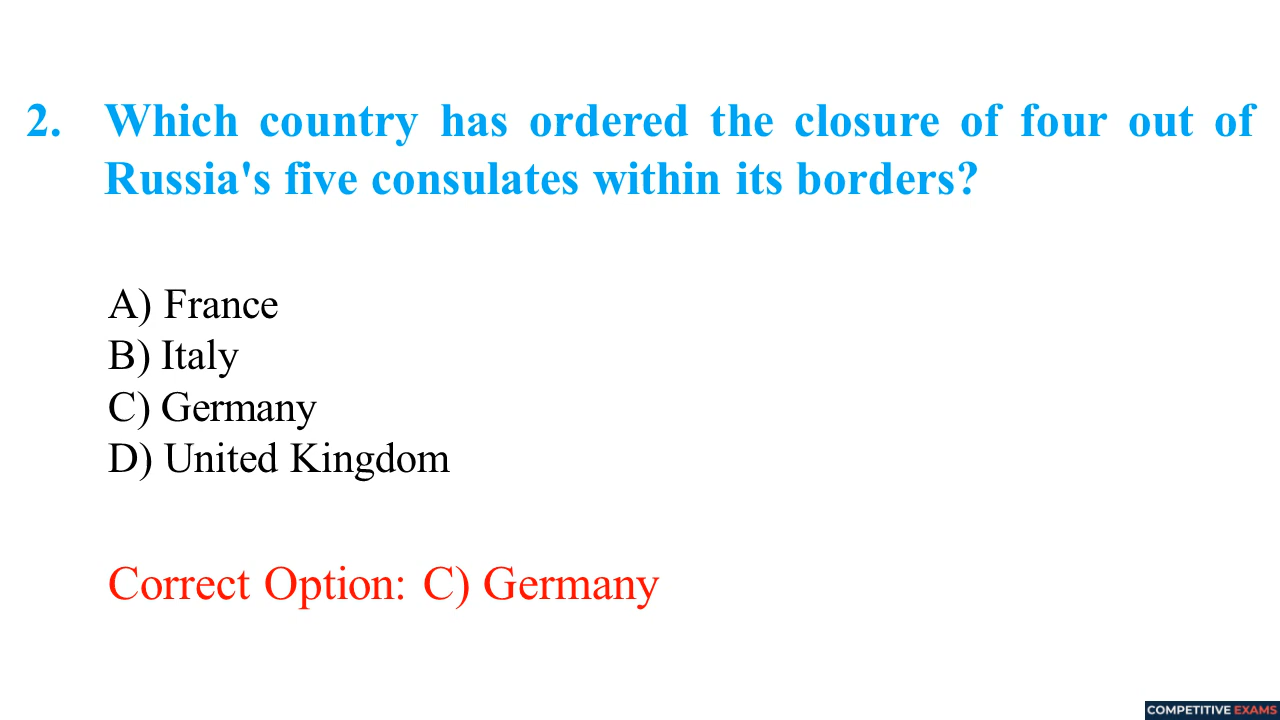 2. Which country has ordered the closure of four out of
Russia's five consulates within its borders?
A) France
B) Italy
C) Germany
D) United Kingdom
Correct Option: C) Germany
COMPETITIVE EXAMS